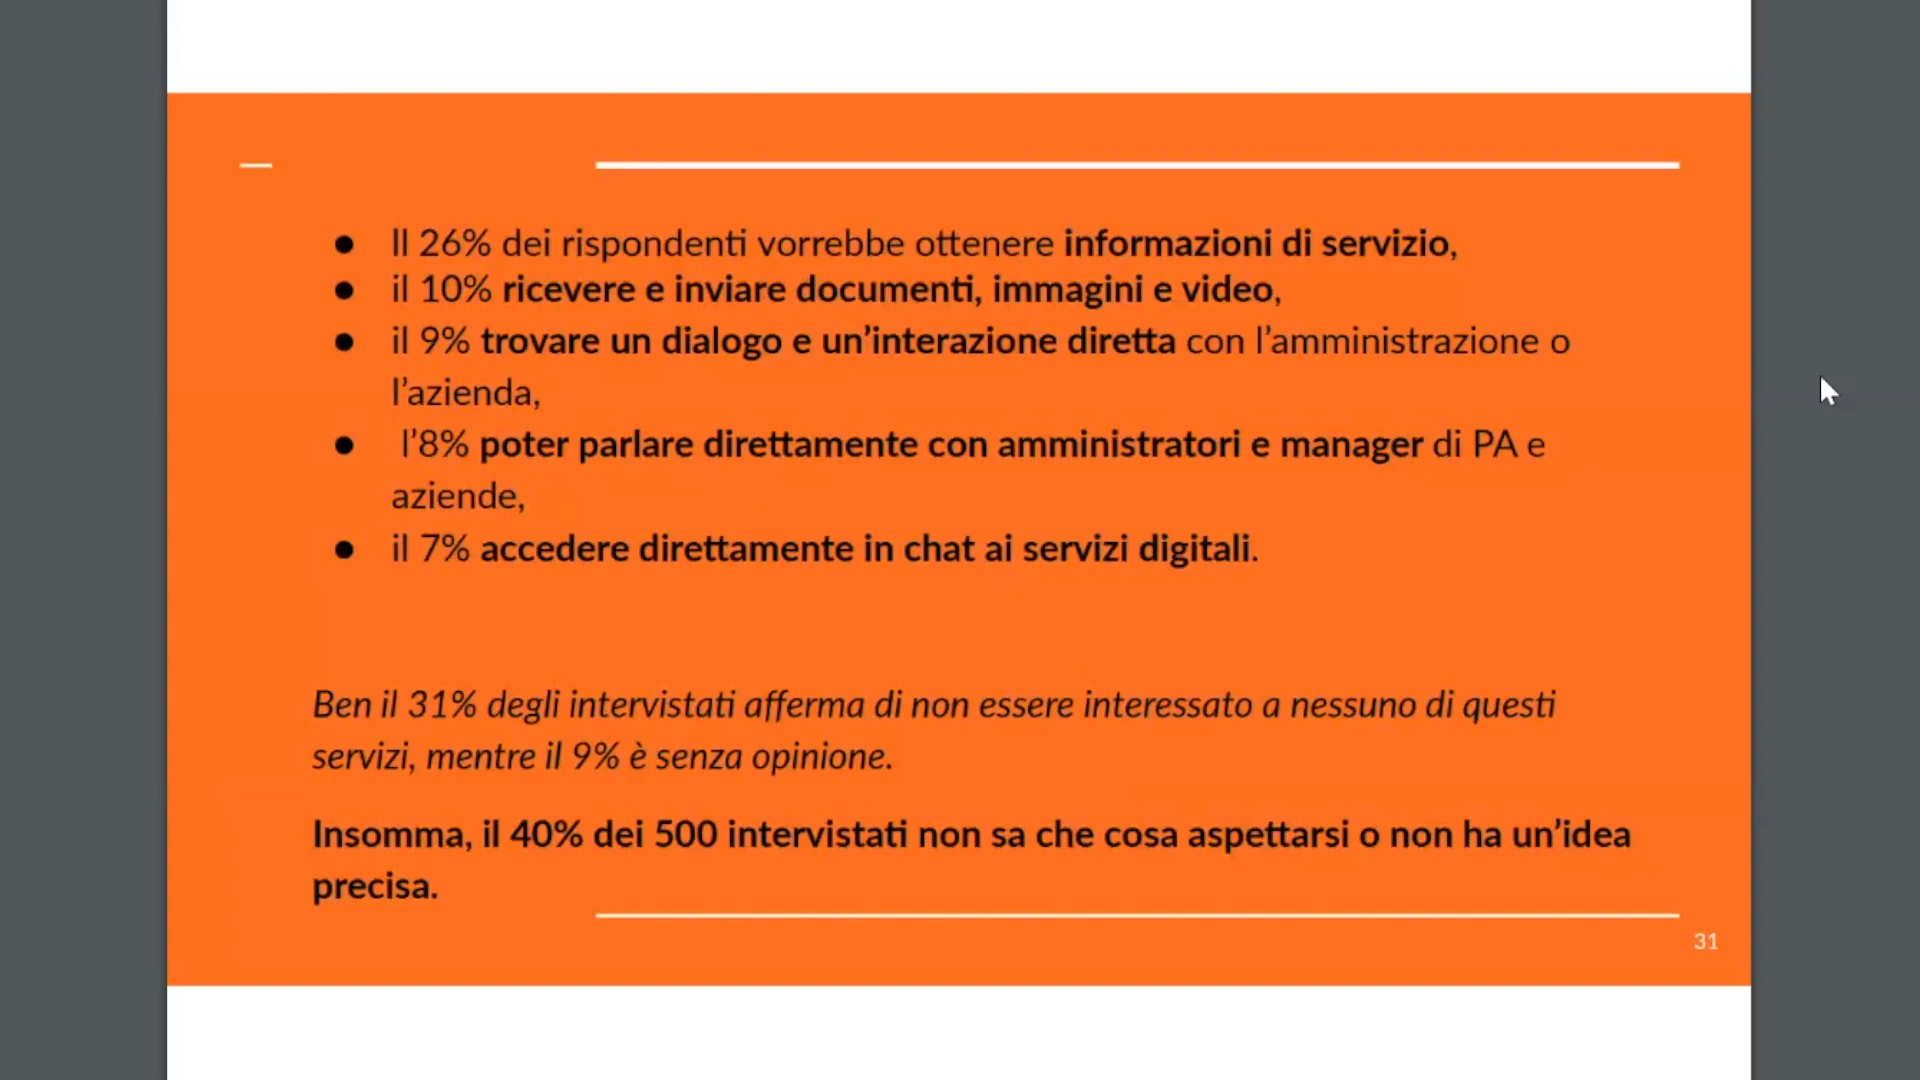 Il 26% dei rispondenti vorrebbe ottenere informazioni di servizio,
il 10% ricevere e inviare documenti, immagini e video,
il 9% trovare un dialogo e un’interazione diretta con l’amministrazione o
l’azienda,
l’8% poter parlare direttamente con amministratori e manager di PA e
aziende,
il 7% accedere direttamente in chat ai servizi digitali.
Ben il 31% degli intervistati afferma di non essere interessato a nessuno di questi
servizi, mentre il 9% è senza opinione.
Insomma, il 40% dei 500 intervistati non sa che cosa aspettarsi o non ha un’idea
precisa.
31